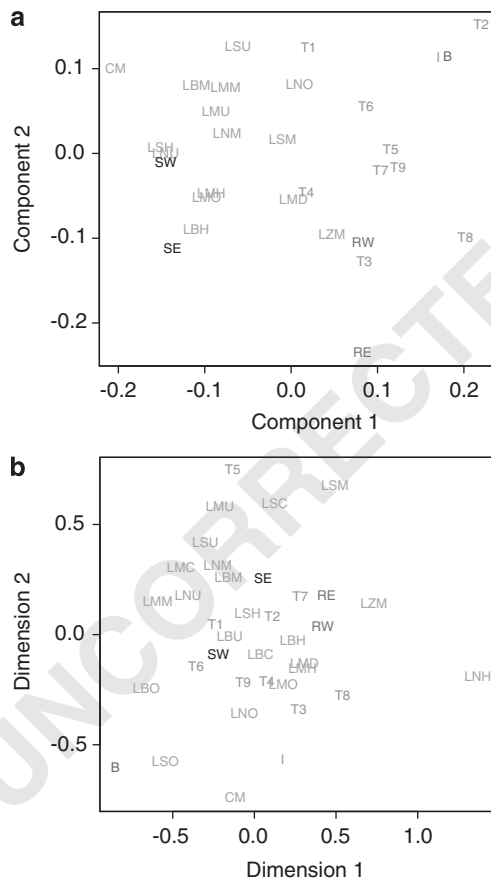 a
T2
LSU T1
I B
0.1 CM
LBM LMM LNO
T6
LMU
LNM LSM
Component 2
0.0 LSH LNU T5
SW T7 T9
LMH
LMO LMD T4
LBH
LZM
-0.1 SE RW T8
T3
-0.2
RE
-0.2 -0.1 0.0 0.1 0.2
Component 1
b
T5
LSM
LMU LSC
0.5
LSU
LMC LNM
LBM SE
LNU T7 RE
LMM LSH LZM
T1 T2
RW
Dimension 2
0.0 LBU LBH
SW LBC
T6 LMD
LMH LNH
LBO T9 T4 LMO
T8
LNO T3
-0.5
B LSO I
CM
-0.5 0.0 0.5 1.0
Dimension 1
UNCORRECTE